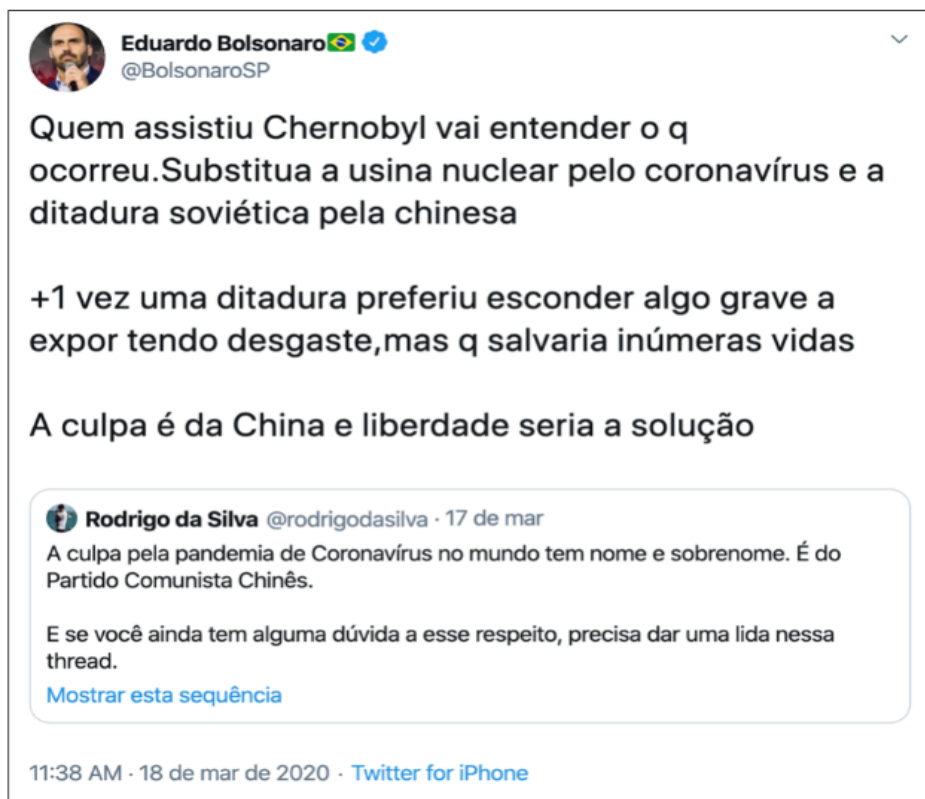 Eduardo Bolsonaro🇧🇷
@BolsonaroSP
Quem assistiu Chernobyl vai entender o q
ocorreu.Substitua a usina nuclear pelo coronavírus e a
ditadura soviética pela chinesa
+1 vez uma ditadura preferiu esconder algo grave a
expor tendo desgaste,mas q salvaria inúmeras vidas
A culpa é da China e liberdade seria a solução
Rodrigo da Silva @rodrigodasilva · 17 de mar
A culpa pela pandemia de Coronavírus no mundo tem nome e sobrenome. É do
Partido Comunista Chinês.
E se você ainda tem alguma dúvida a esse respeito, precisa dar uma lida nessa
thread.
Mostrar esta sequência
11:38 AM · 18 de mar de 2020 · Twitter for iPhone